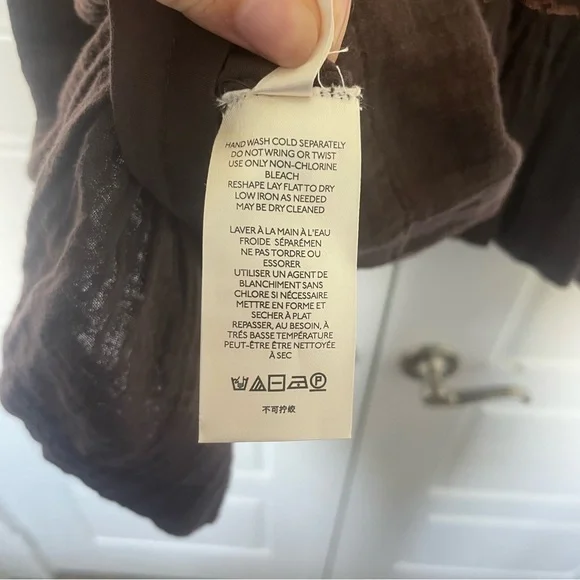 HAND WASH COLD SEPARATELY
DO NOT WRING OR TWIST
USE ONLY NON-CHLORINE
BLEACH
RESHAPE LAY FLAT TO DRY
LOW IRON AS NEEDED
MAY BE DRY CLEANED
LAVER À LA MAIN À L'EAU
FROIDE SÉPARÉMEN
NE PAS TORDRE OU
ESSORER
UTILISER UN AGENT DE
BLANCHIMENT SANS
CHLORE SI NÉCESSAIRE
METTRE EN FORME ET
SECHER À PLAT
REPASSER, AU BESOIN, À
TRÉS BASSE TEMPÉRATURE
PEUT-ÊTRE ÊTRE NETTOYÉE
À SEC
P
不可拧绞